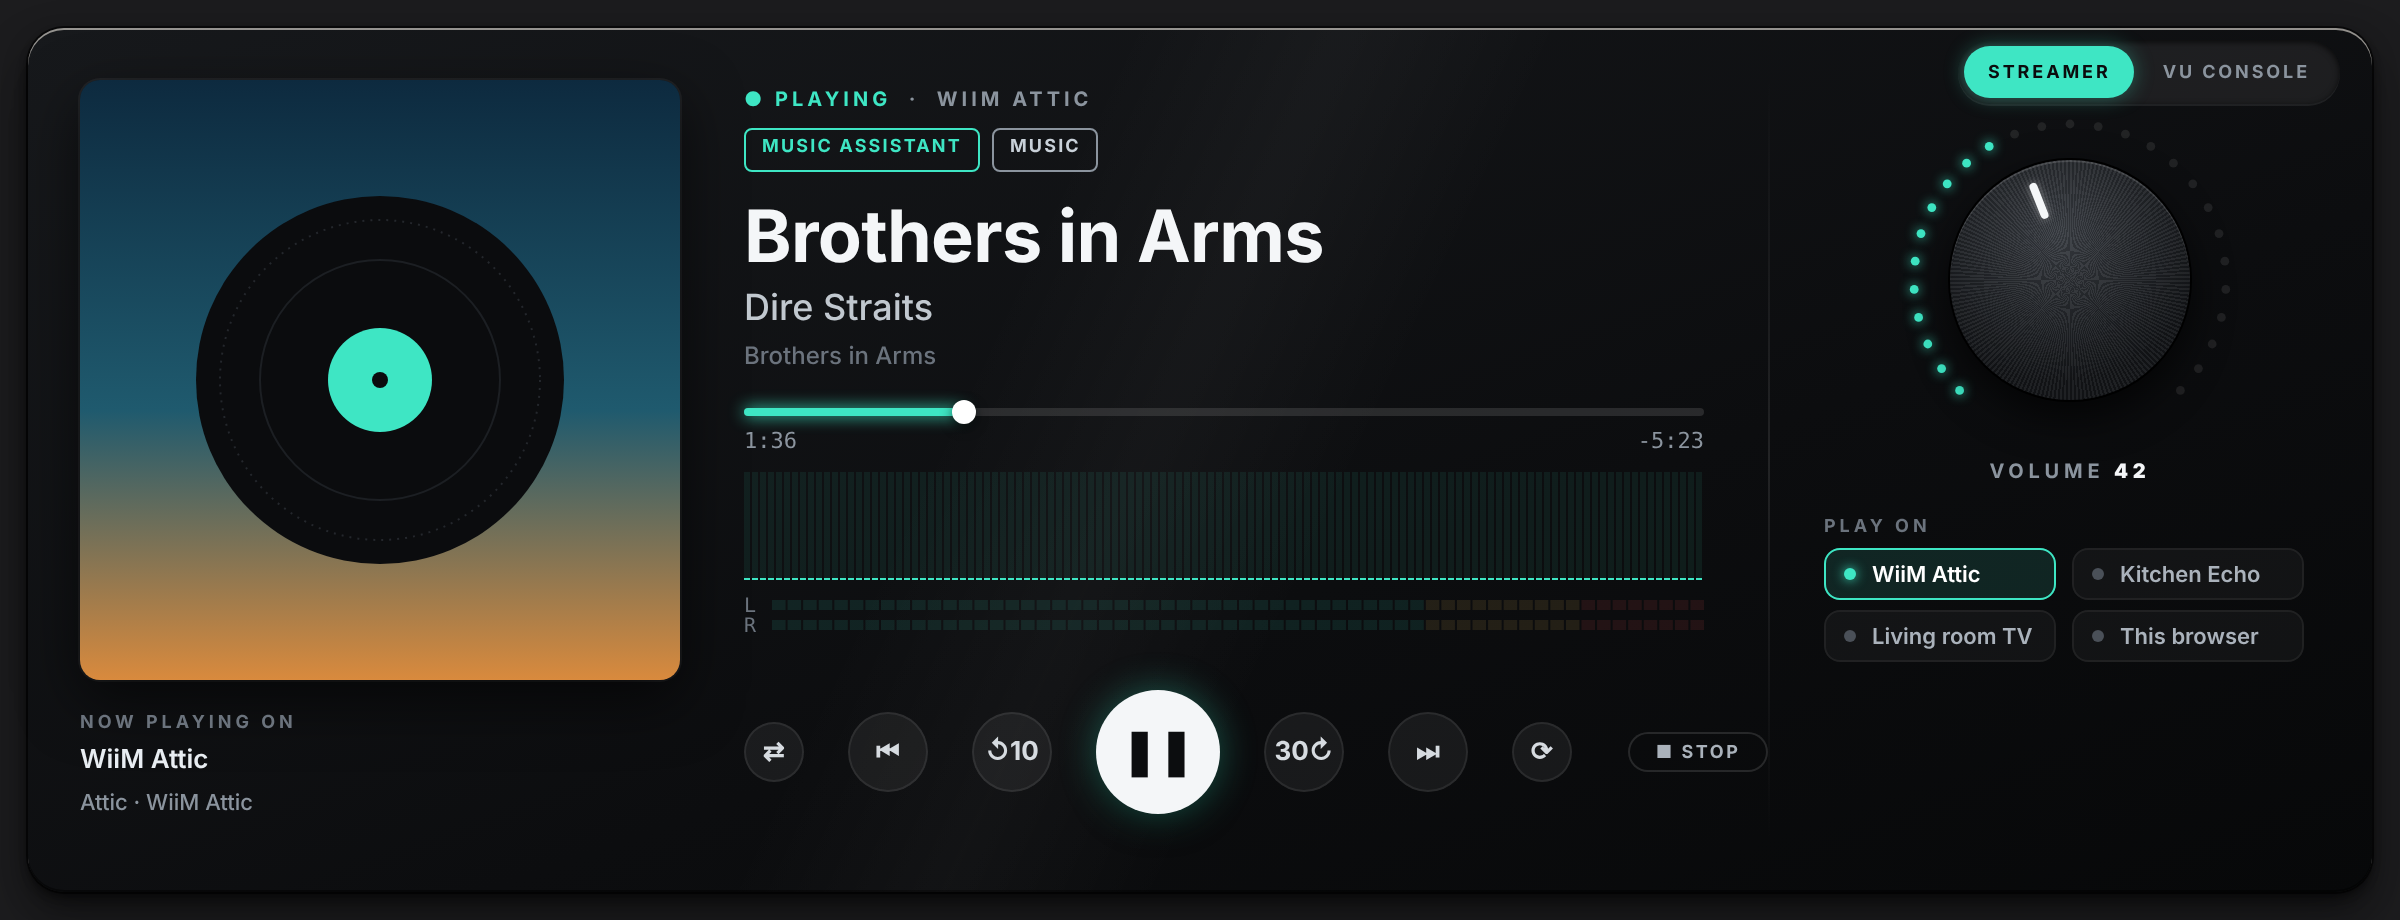 STREAMER VU CONSOLE
PLAYING · WIIM ATTIC
MUSIC ASSISTANT MUSIC
Brothers in Arms
Dire Straits
Brothers in Arms
1:36 -5:23
L
R
10 30 STOP
NOW PLAYING ON
WiiM Attic
Attic · WiiM Attic
VOLUME 42
PLAY ON
WiiM Attic Kitchen Echo
Living room TV This browser